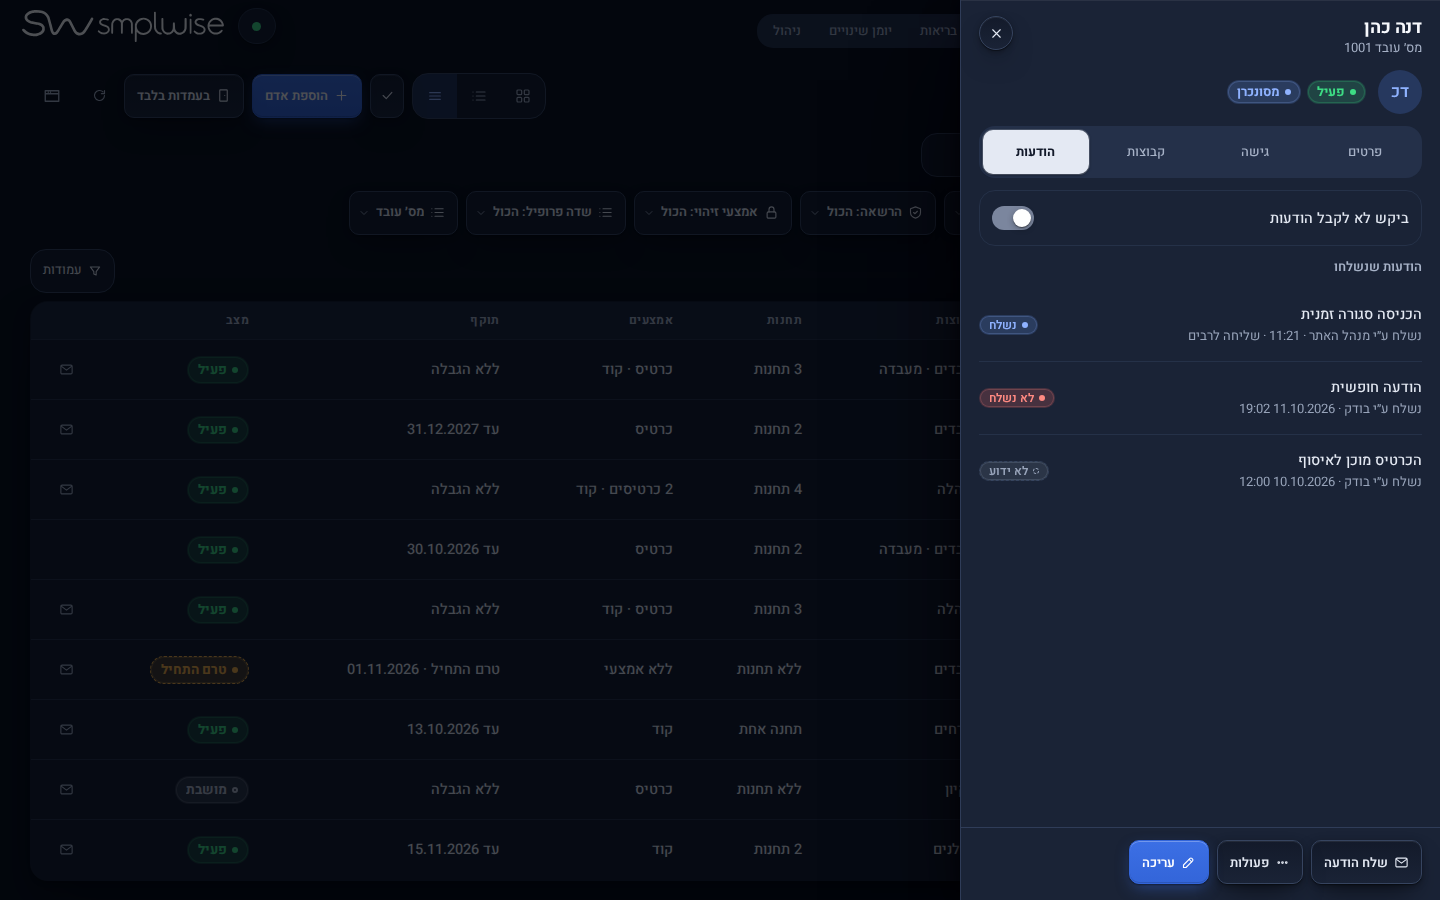 smplwise
בריאות
יומן שינויים
ניהול
הוספת אדם
בעמדות בלבד
הרשאה: הכול
אמצעי זיהוי: הכול
שדה פרופיל: הכול
מס׳ עובד
עמודות
תחנות
אמצעים
תוקף
מצב
3 תחנות
כרטיס · קוד
ללא הגבלה
פעיל
2 תחנות
כרטיס
עד 31.12.2027
פעיל
4 תחנות
2 כרטיסים · קוד
ללא הגבלה
פעיל
2 תחנות
כרטיס
עד 30.10.2026
פעיל
3 תחנות
כרטיס · קוד
ללא הגבלה
פעיל
ללא תחנות
ללא אמצעי
טרם התחיל · 01.11.2026
טרם התחיל
תחנה אחת
קוד
עד 13.10.2026
פעיל
ללא תחנות
כרטיס
ללא הגבלה
מושבת
2 תחנות
קוד
עד 15.11.2026
פעיל
דנה כהן
מס׳ עובד 1001
דכ
פעיל
מסונכרן
פרטים
גישה
קבוצות
הודעות
ביקש לא לקבל הודעות
הודעות שנשלחו
הכניסה סגורה זמנית
נשלח ע״י מנהל האתר · 11:21 · שליחה לרבים
נשלח
הודעה חופשית
נשלח ע״י בודק · 11.10.2026 19:02
לא נשלח
הכרטיס מוכן לאיסוף
נשלח ע״י בודק · 10.10.2026 12:00
לא ידוע
שלח הודעה
פעולות
עריכה